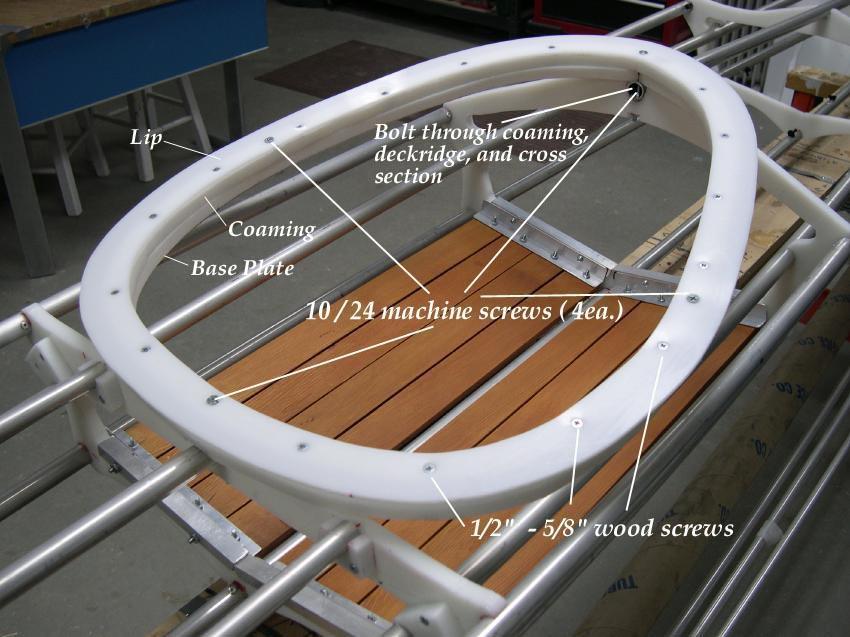 Lip
Bolt through coaming,
deckridge, and cross
section
Coaming
Base Plate
10/24 machine screws ( 4ea.)
1/2" - 5/8" wood screws